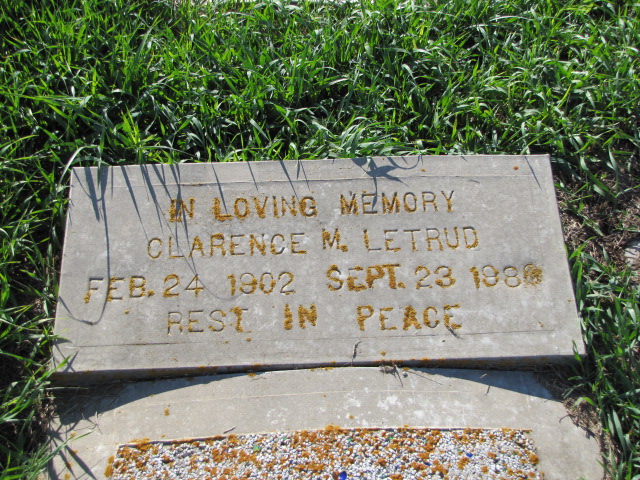 IN LOVING MEMORY
CLARENCE M. LETRUD
FEB. 24 1902 SEPT. 23
REST IN PEACE